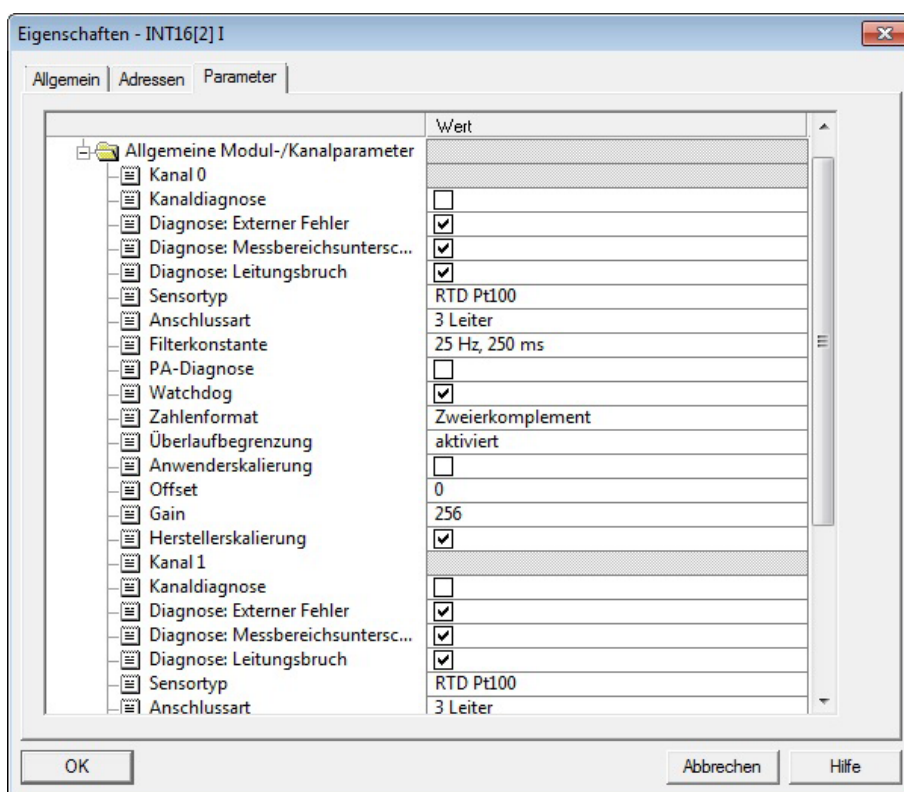 Eigenschaften - INT16[2] I
Allgemein Adressen Parameter
Wert
Allgemeine Modul-/Kanalparameter
Kanal 0
Kanaldiagnose
Diagnose: Externer Fehler
Diagnose: Messbereichsuntersc...
Diagnose: Leitungsbruch
Sensortyp RTD Pt100
Anschlussart 3 Leiter
Filterkonstante 25 Hz, 250 ms
PA-Diagnose
Watchdog
Zahlenformat Zweierkomplement
Überlaufbegrenzung aktiviert
Anwenderskalierung
Offset 0
Gain 256
Herstellerskalierung
Kanal 1
Kanaldiagnose
Diagnose: Externer Fehler
Diagnose: Messbereichsuntersc...
Diagnose: Leitungsbruch
Sensortyp RTD Pt100
Anschlussart 3 Leiter
OK Abbrechen Hilfe